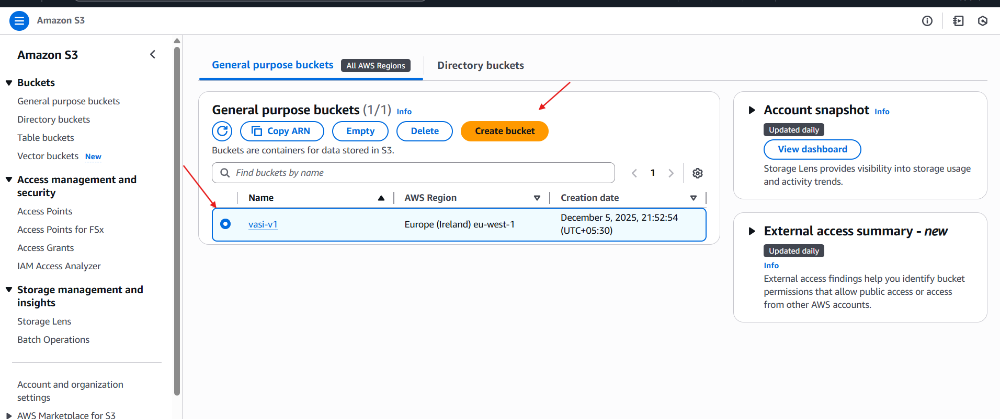 Amazon S3
Amazon S3
Buckets
General purpose buckets
Directory buckets
Table buckets
Vector buckets New
Access management and
security
Access Points
Access Points for FSx
Access Grants
IAM Access Analyzer
Storage management and
insights
Storage Lens
Batch Operations
Account and organization
settings
AWS Marketplace for S3
General purpose buckets All AWS Regions Directory buckets
General purpose buckets (1/1) Info
Copy ARN Empty Delete Create bucket
Buckets are containers for data stored in S3.
Find buckets by name 1
Name AWS Region Creation date
vasi-v1 Europe (Ireland) eu-west-1 December 5, 2025, 21:52:54
(UTC+05:30)
Account snapshot Info
Updated daily
View dashboard
Storage Lens provides visibility into storage usage
and activity trends.
External access summary - new
Updated daily
Info
External access findings help you identify bucket
permissions that allow public access or access
from other AWS accounts.